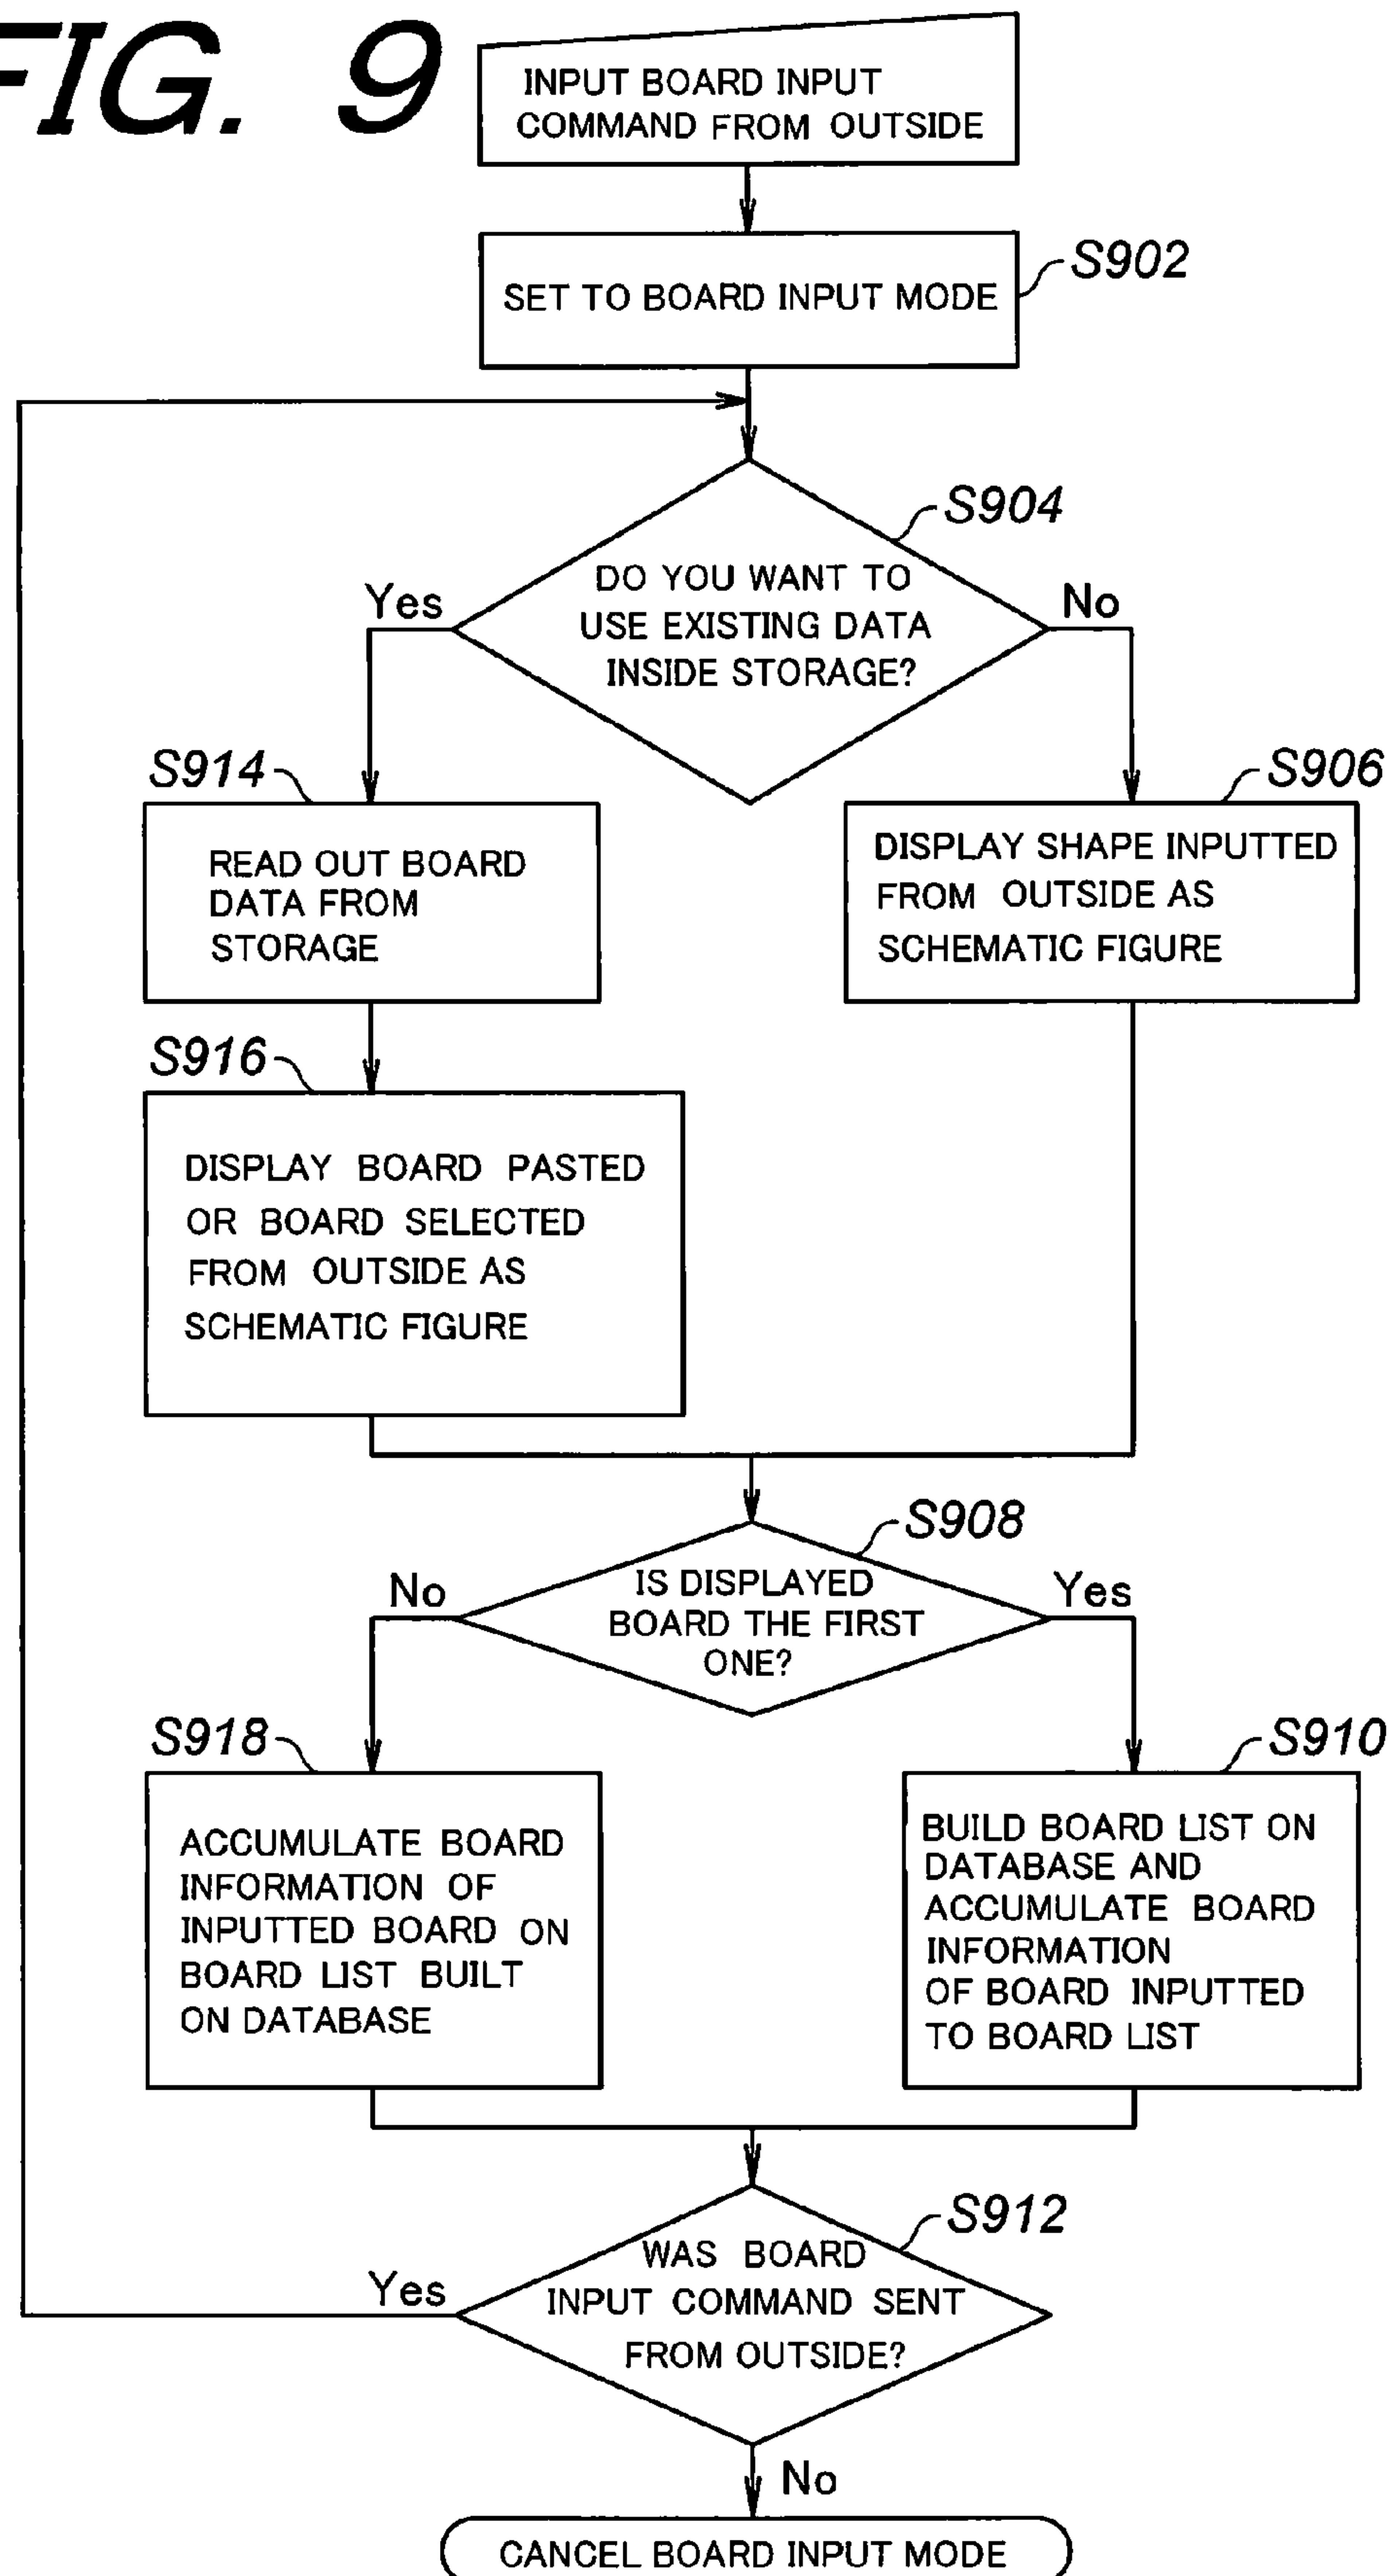 FIG. 9
INPUT BOARD INPUT
COMMAND FROM OUTSIDE
SET TO BOARD INPUT MODE
S902
S904
DO YOU WANT TO
USE EXISTING DATA
INSIDE STORAGE?
Yes
No
S914
READ OUT BOARD
DATA FROM
STORAGE
S906
DISPLAY SHAPE INPUTTED
FROM OUTSIDE AS
SCHEMATIC FIGURE
S916
DISPLAY BOARD PASTED
OR BOARD SELECTED
FROM OUTSIDE AS
SCHEMATIC FIGURE
S908
IS DISPLAYED
BOARD THE FIRST
ONE?
No
Yes
S918
ACCUMULATE BOARD
INFORMATION OF
INPUTTED BOARD ON
BOARD LIST BUILT
ON DATABASE
S910
BUILD BOARD LIST ON
DATABASE AND
ACCUMULATE BOARD
INFORMATION
OF BOARD INPUTTED
TO BOARD LIST
S912
WAS BOARD
INPUT COMMAND SENT
FROM OUTSIDE?
Yes
No
CANCEL BOARD INPUT MODE